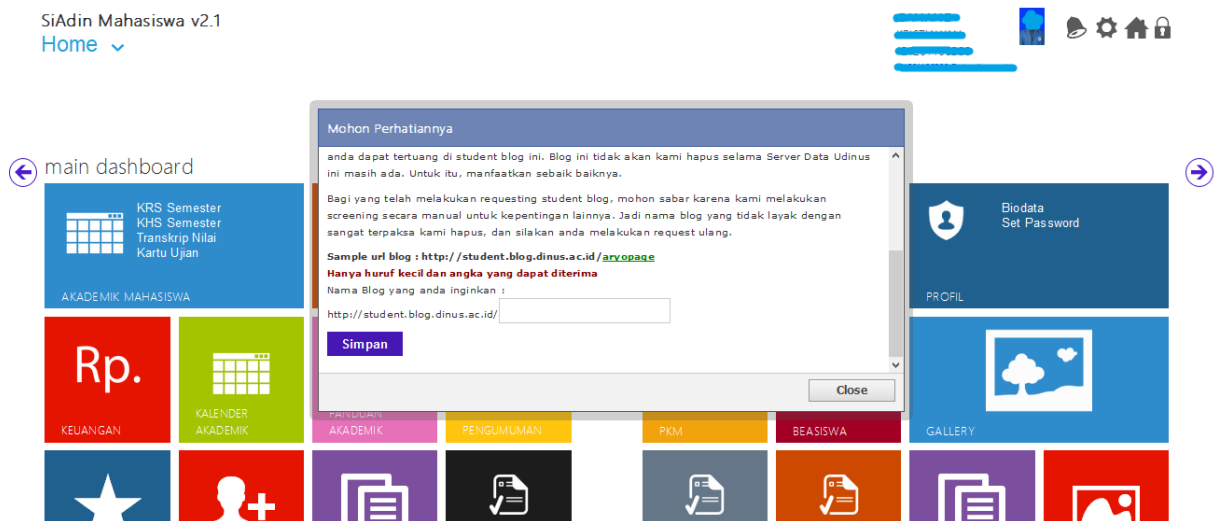 SiAdin Mahasiswa v2.1
Home
main dashboard
KRS Semester
KHS Semester
Transkrip Nilai
Kartu Ujian
AKADEMIK MAHASISWA
Mohon Perhatiannya
anda dapat tertuang di student blog ini. Blog ini tidak akan kami hapus selama Server Data Udinus
ini masih ada. Untuk itu, manfaatkan sebaik baiknya.
Bagi yang telah melakukan requesting student blog, mohon sabar karena kami melakukan
screening secara manual untuk kepentingan lainnya. Jadi nama blog yang tidak layak dengan
sangat terpaksa kami hapus, dan silakan anda melakukan request ulang.
Sample url blog : http://student.blog.dinus.ac.id/aryopage
Hanya huruf kecil dan angka yang dapat diterima
Nama Blog yang anda inginkan :
http://student.blog.dinus.ac.id/
Simpan
Close
Biodata
Set Password
PROFIL
Rp.
KEUANGAN
KALENDER
AKADEMIK
PANDUAN
AKADEMIK
PENGUMUMAN
PKM
BEASISWA
GALLERY